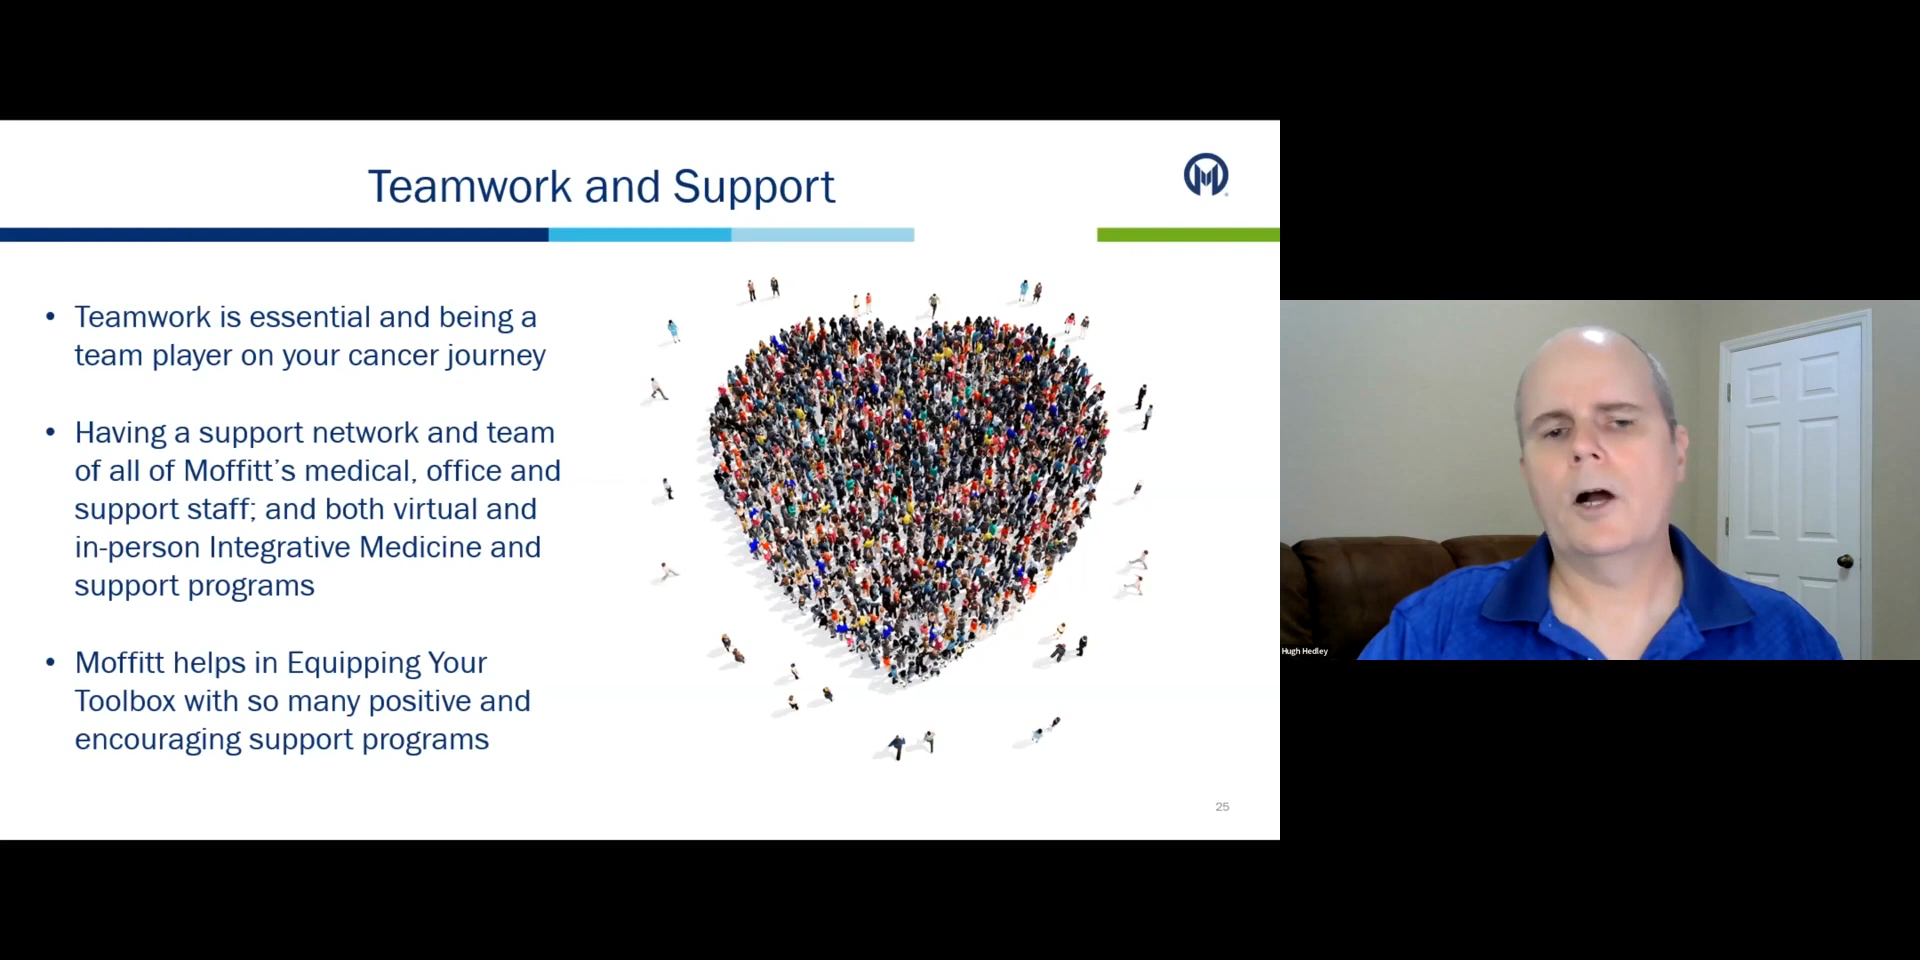 Teamwork and Support
• Teamwork is essential and being a
team player on your cancer journey
• Having a support network and team
of all of Moffitt’s medical, office and
support staff; and both virtual and
in-person Integrative Medicine and
support programs
• Moffitt helps in Equipping Your
Toolbox with so many positive and
encouraging support programs
25
Hugh Hedley